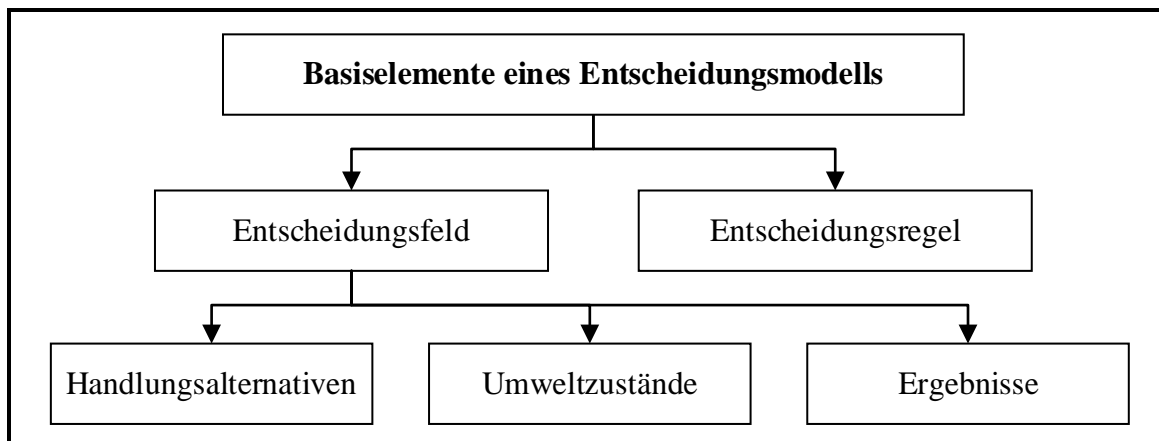 Basiselemente eines Entscheidungsmodells
Entscheidungsfeld
Entscheidungsregel
Handlungsalternativen
Umweltzustände
Ergebnisse